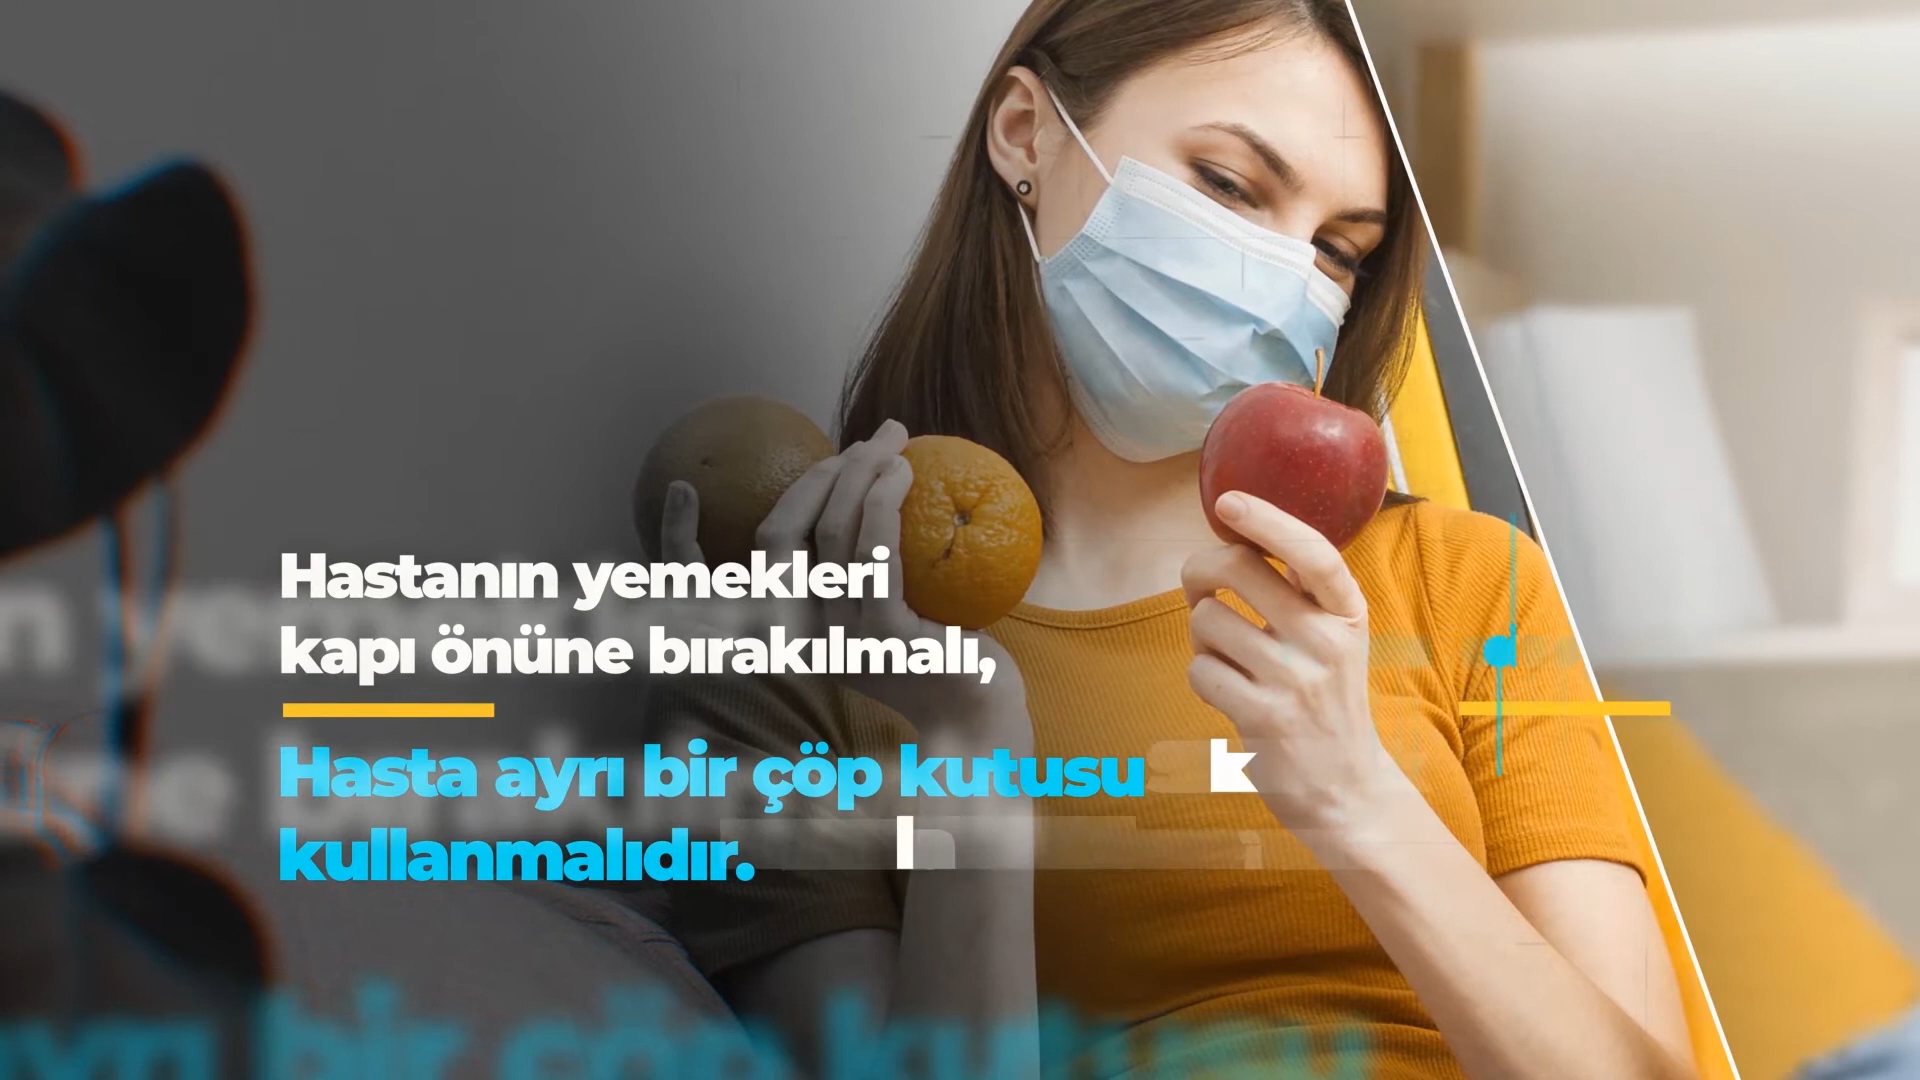 Hastanın yemekleri
kapı önüne bırakılmalı,
Hasta ayrı bir çöp kutusu
kullanmalıdır.